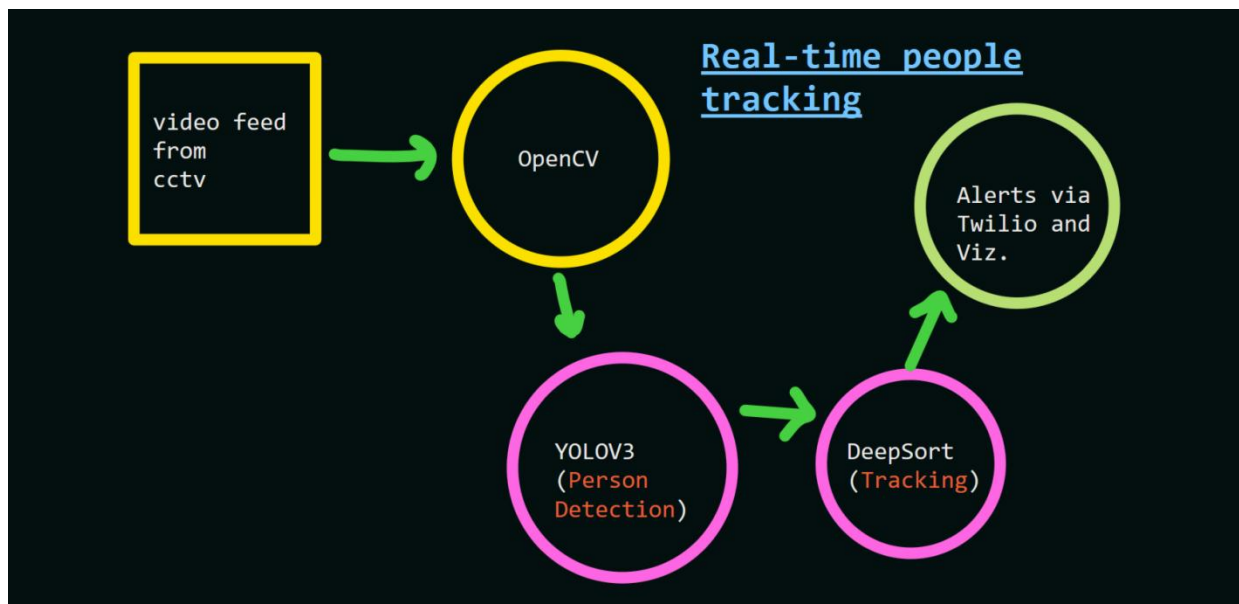 Real-time people
tracking
video feed
from
cctv
OpenCV
Alerts via
Twilio and
Viz.
YOLOV3
(Person
Detection)
DeepSort
(Tracking)